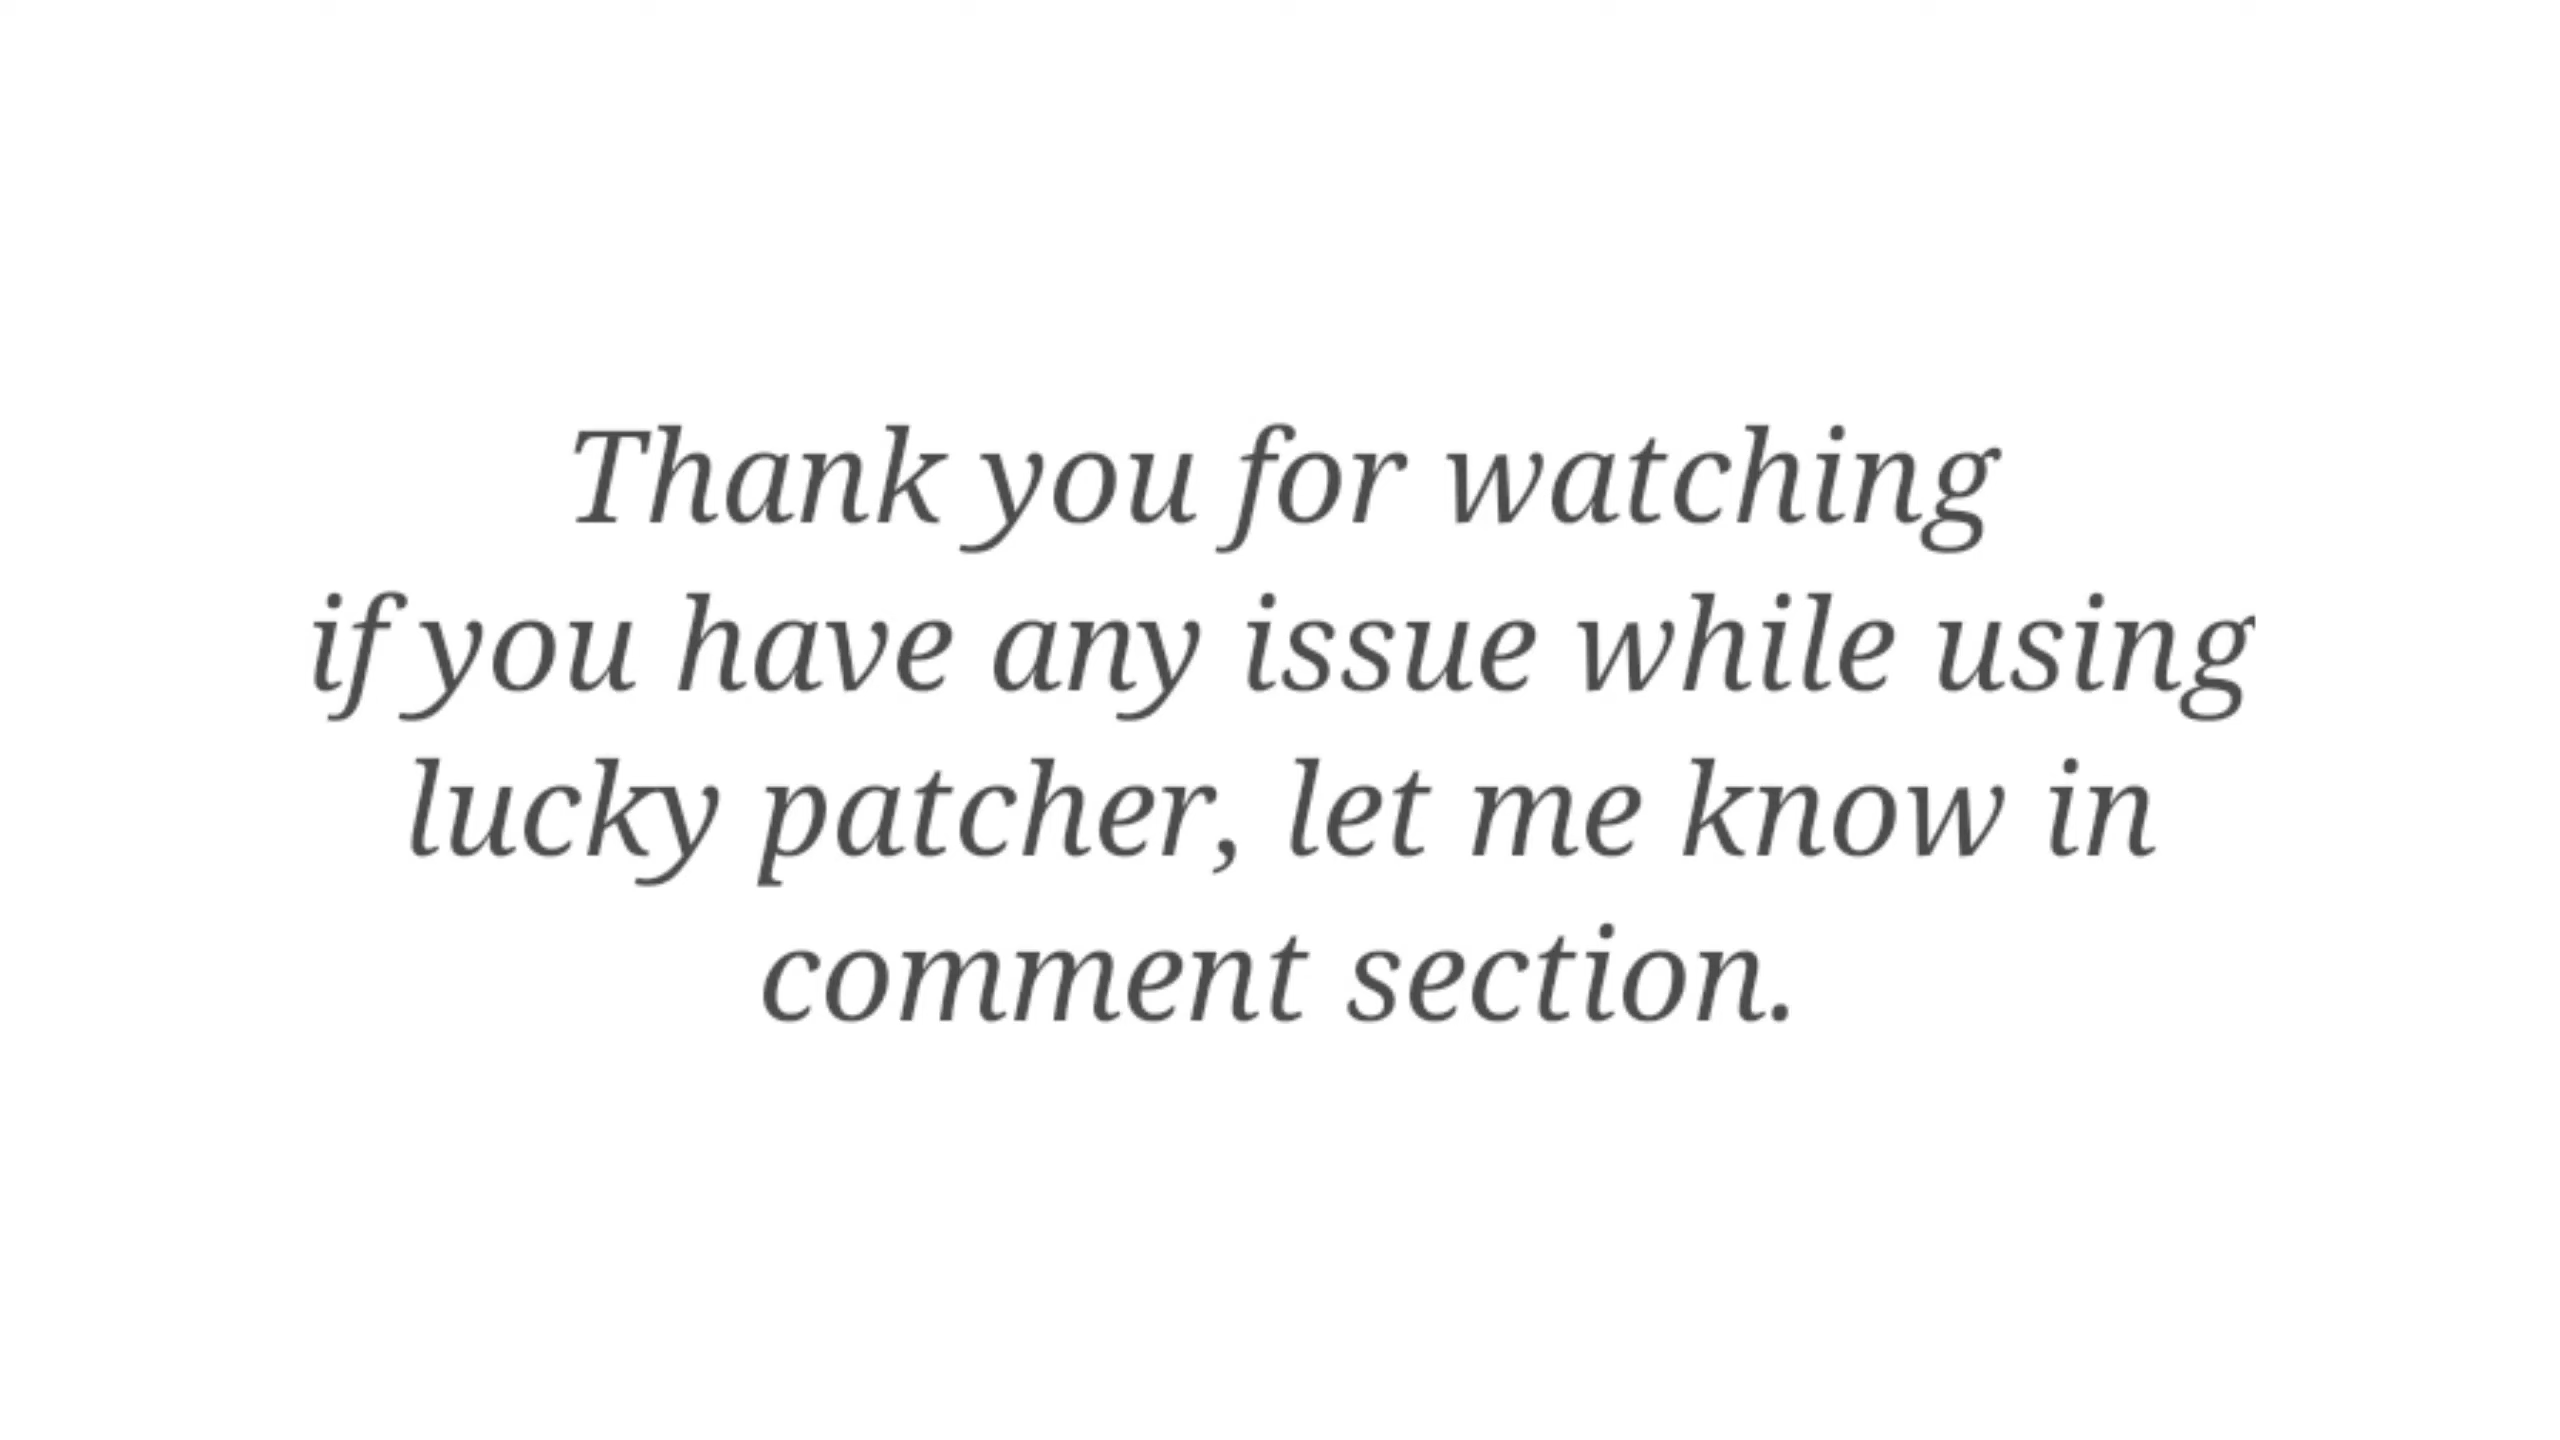 Thank you for watching
if you have any issue while using
lucky patcher, let me know in
comment section.